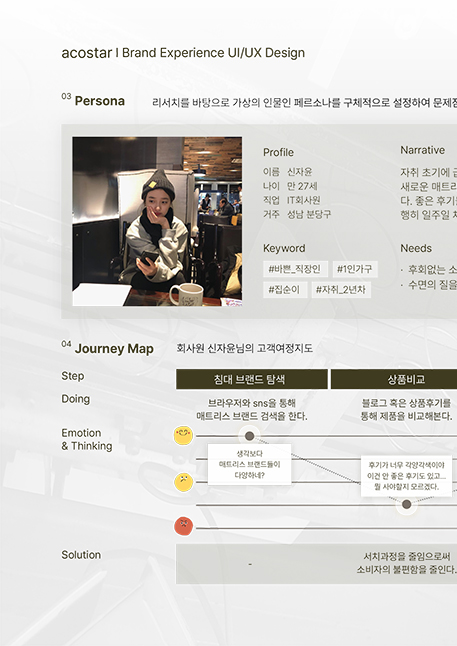 acostar I Brand Experience UI/UX Design
03 Persona
리서치를 바탕으로 가상의 인물인 페르소나를 구체적으로 설정하여 문제점
Profile
이름 신자윤
나이 만 27세
직업 IT회사원
거주 성남 분당구
Narrative
자취 초기에 급
새로운 매트리
다. 좋은 후기를
행히 일주일 체
Keyword
#바쁜_직장인 #1인가구
#집순이 #자취_2년차
Needs
· 후회없는 소
· 수면의 질을
04 Journey Map
회사원 신자윤님의 고객여정지도
Step
침대 브랜드 탐색
상품비교
Doing
브라우저와 sns을 통해
매트리스 브랜드 검색을 한다.
블로그 혹은 상품후기를
통해 제품을 비교해본다.
Emotion
& Thinking
생각보다
매트리스 브랜드들이
다양하네?
후기가 너무 각양각색이야
이건 안 좋은 후기도 있고...
뭘 사야할지 모르겠다.
Solution
-
서치과정을 줄임으로써
소비자의 불편함을 줄인다.